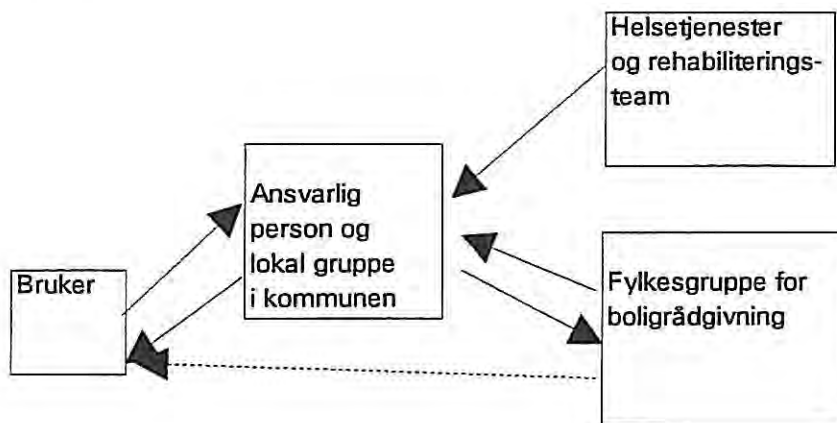 Helsetjenester
og rehabiliterings-
team
Ansvarlig
person og
lokal gruppe
i kommunen
Bruker
Fylkesgruppe for
boligrådgivning